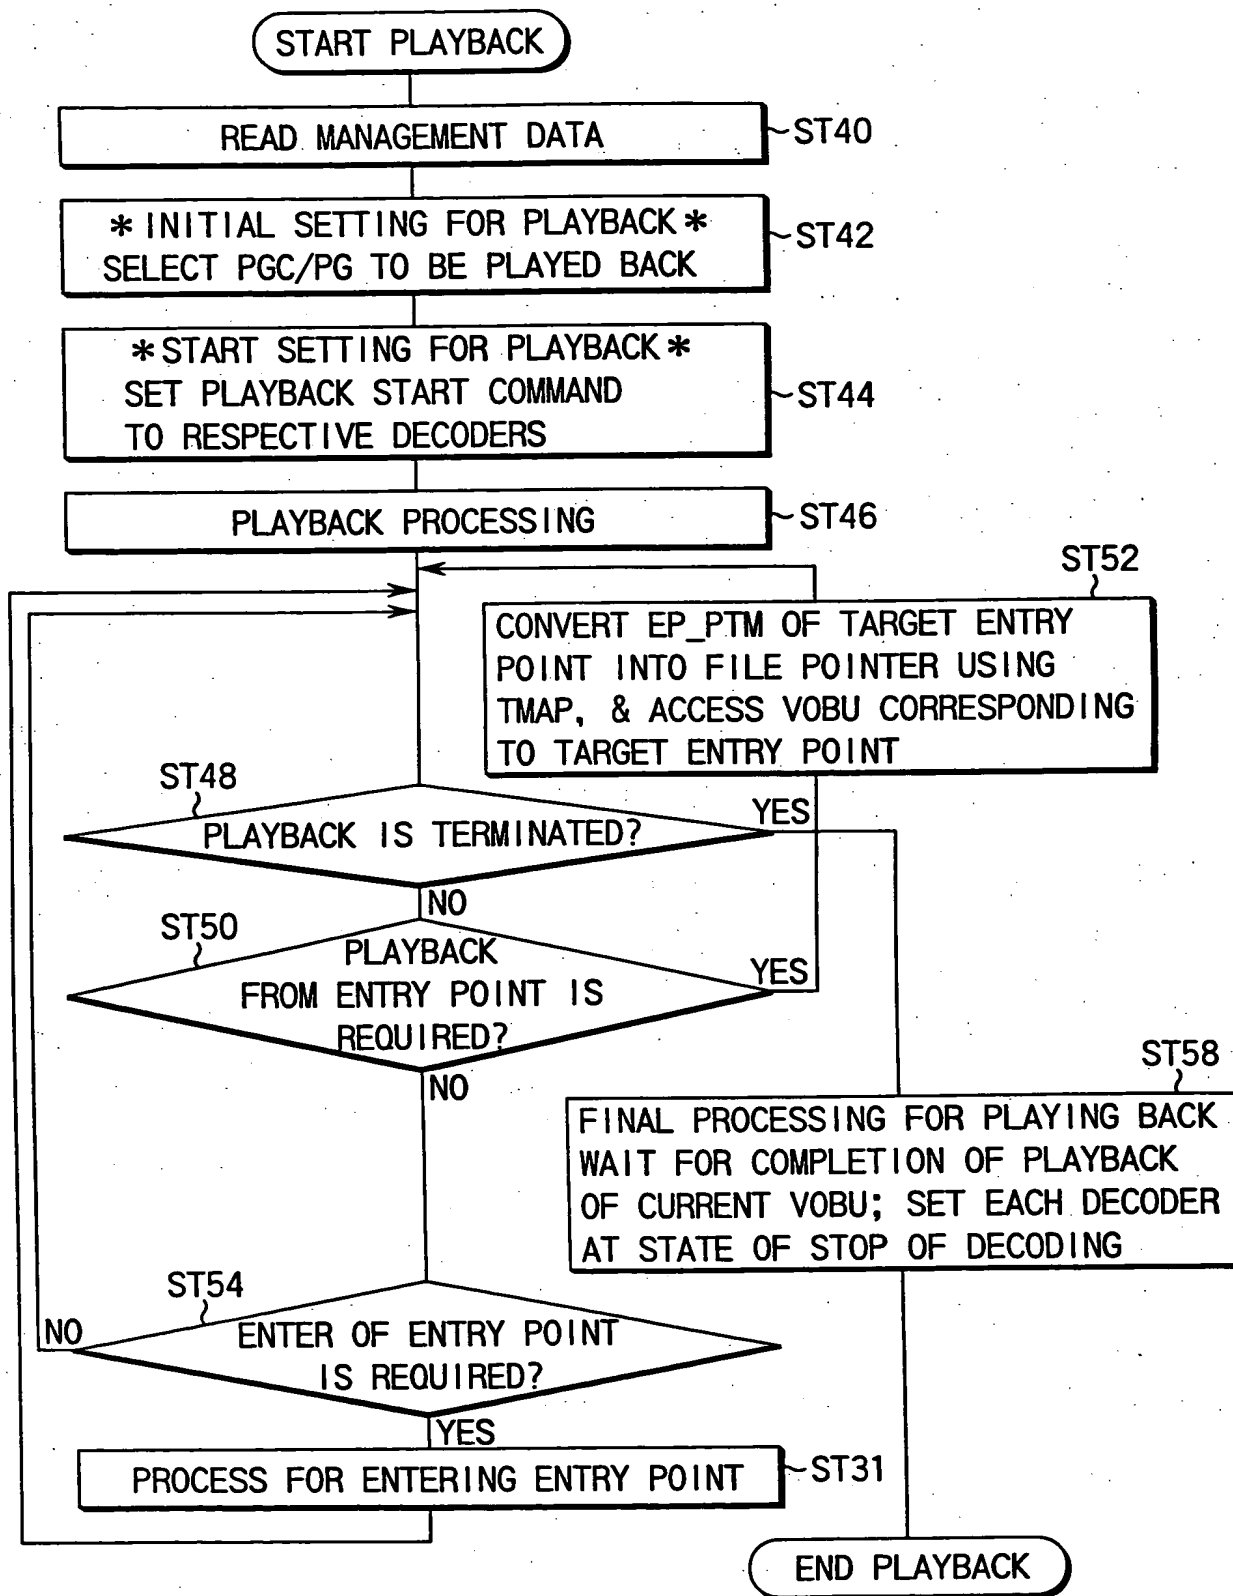 START PLAYBACK
READ MANAGEMENT DATA
ST40
* INITIAL SETTING FOR PLAYBACK *
SELECT PGC/PG TO BE PLAYED BACK
ST42
* START SETTING FOR PLAYBACK *
SET PLAYBACK START COMMAND
TO RESPECTIVE DECODERS
ST44
PLAYBACK PROCESSING
ST46
ST52
CONVERT EP_PTM OF TARGET ENTRY
POINT INTO FILE POINTER USING
TMAP, & ACCESS VOBU CORRESPONDING
TO TARGET ENTRY POINT
ST48
PLAYBACK IS TERMINATED?
YES
NO
ST50
PLAYBACK
FROM ENTRY POINT IS
REQUIRED?
YES
NO
ST58
FINAL PROCESSING FOR PLAYING BACK
WAIT FOR COMPLETION OF PLAYBACK
OF CURRENT VOBU; SET EACH DECODER
AT STATE OF STOP OF DECODING
ST54
NO
ENTER OF ENTRY POINT
IS REQUIRED?
YES
PROCESS FOR ENTERING ENTRY POINT
ST31
END PLAYBACK